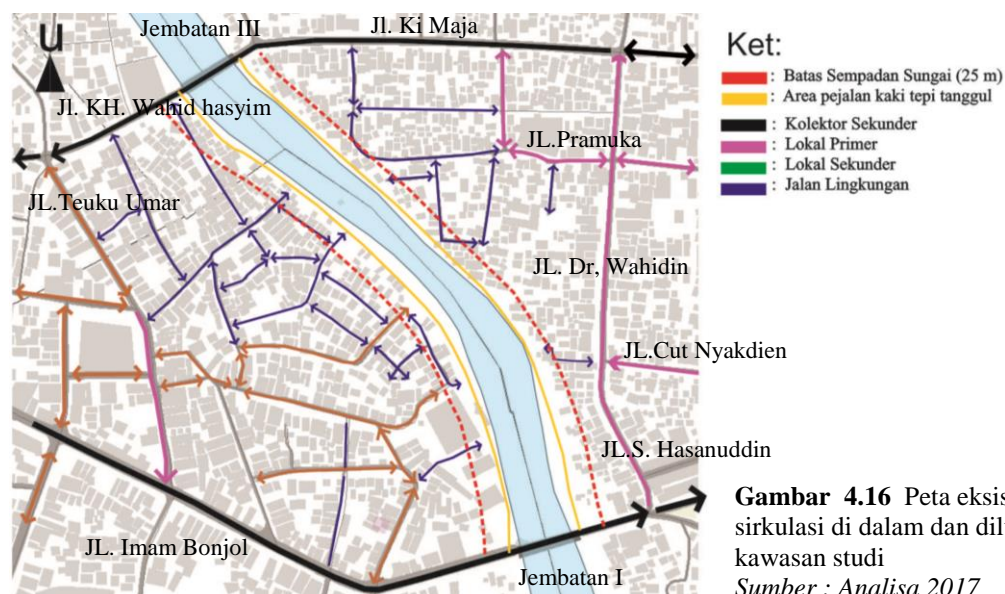 u
Jembatan III
Jl. Ki Maja
Jl. KH. Wahid hasyim
JL.Pramuka
JL.Teuku Umar
JL. Dr, Wahidin
JL.Cut Nyakdien
JL.S. Hasanuddin
JL. Imam Bonjol
Jembatan I
Ket:
: Batas Sempadan Sungai (25 m)
: Area pejalan kaki tepi tanggul
: Kolektor Sekunder
: Lokal Primer
: Lokal Sekunder
: Jalan Lingkungan
Gambar 4.16 Peta eksis
sirkulasi di dalam dan dil
kawasan studi
Sumber : Analisa 2017